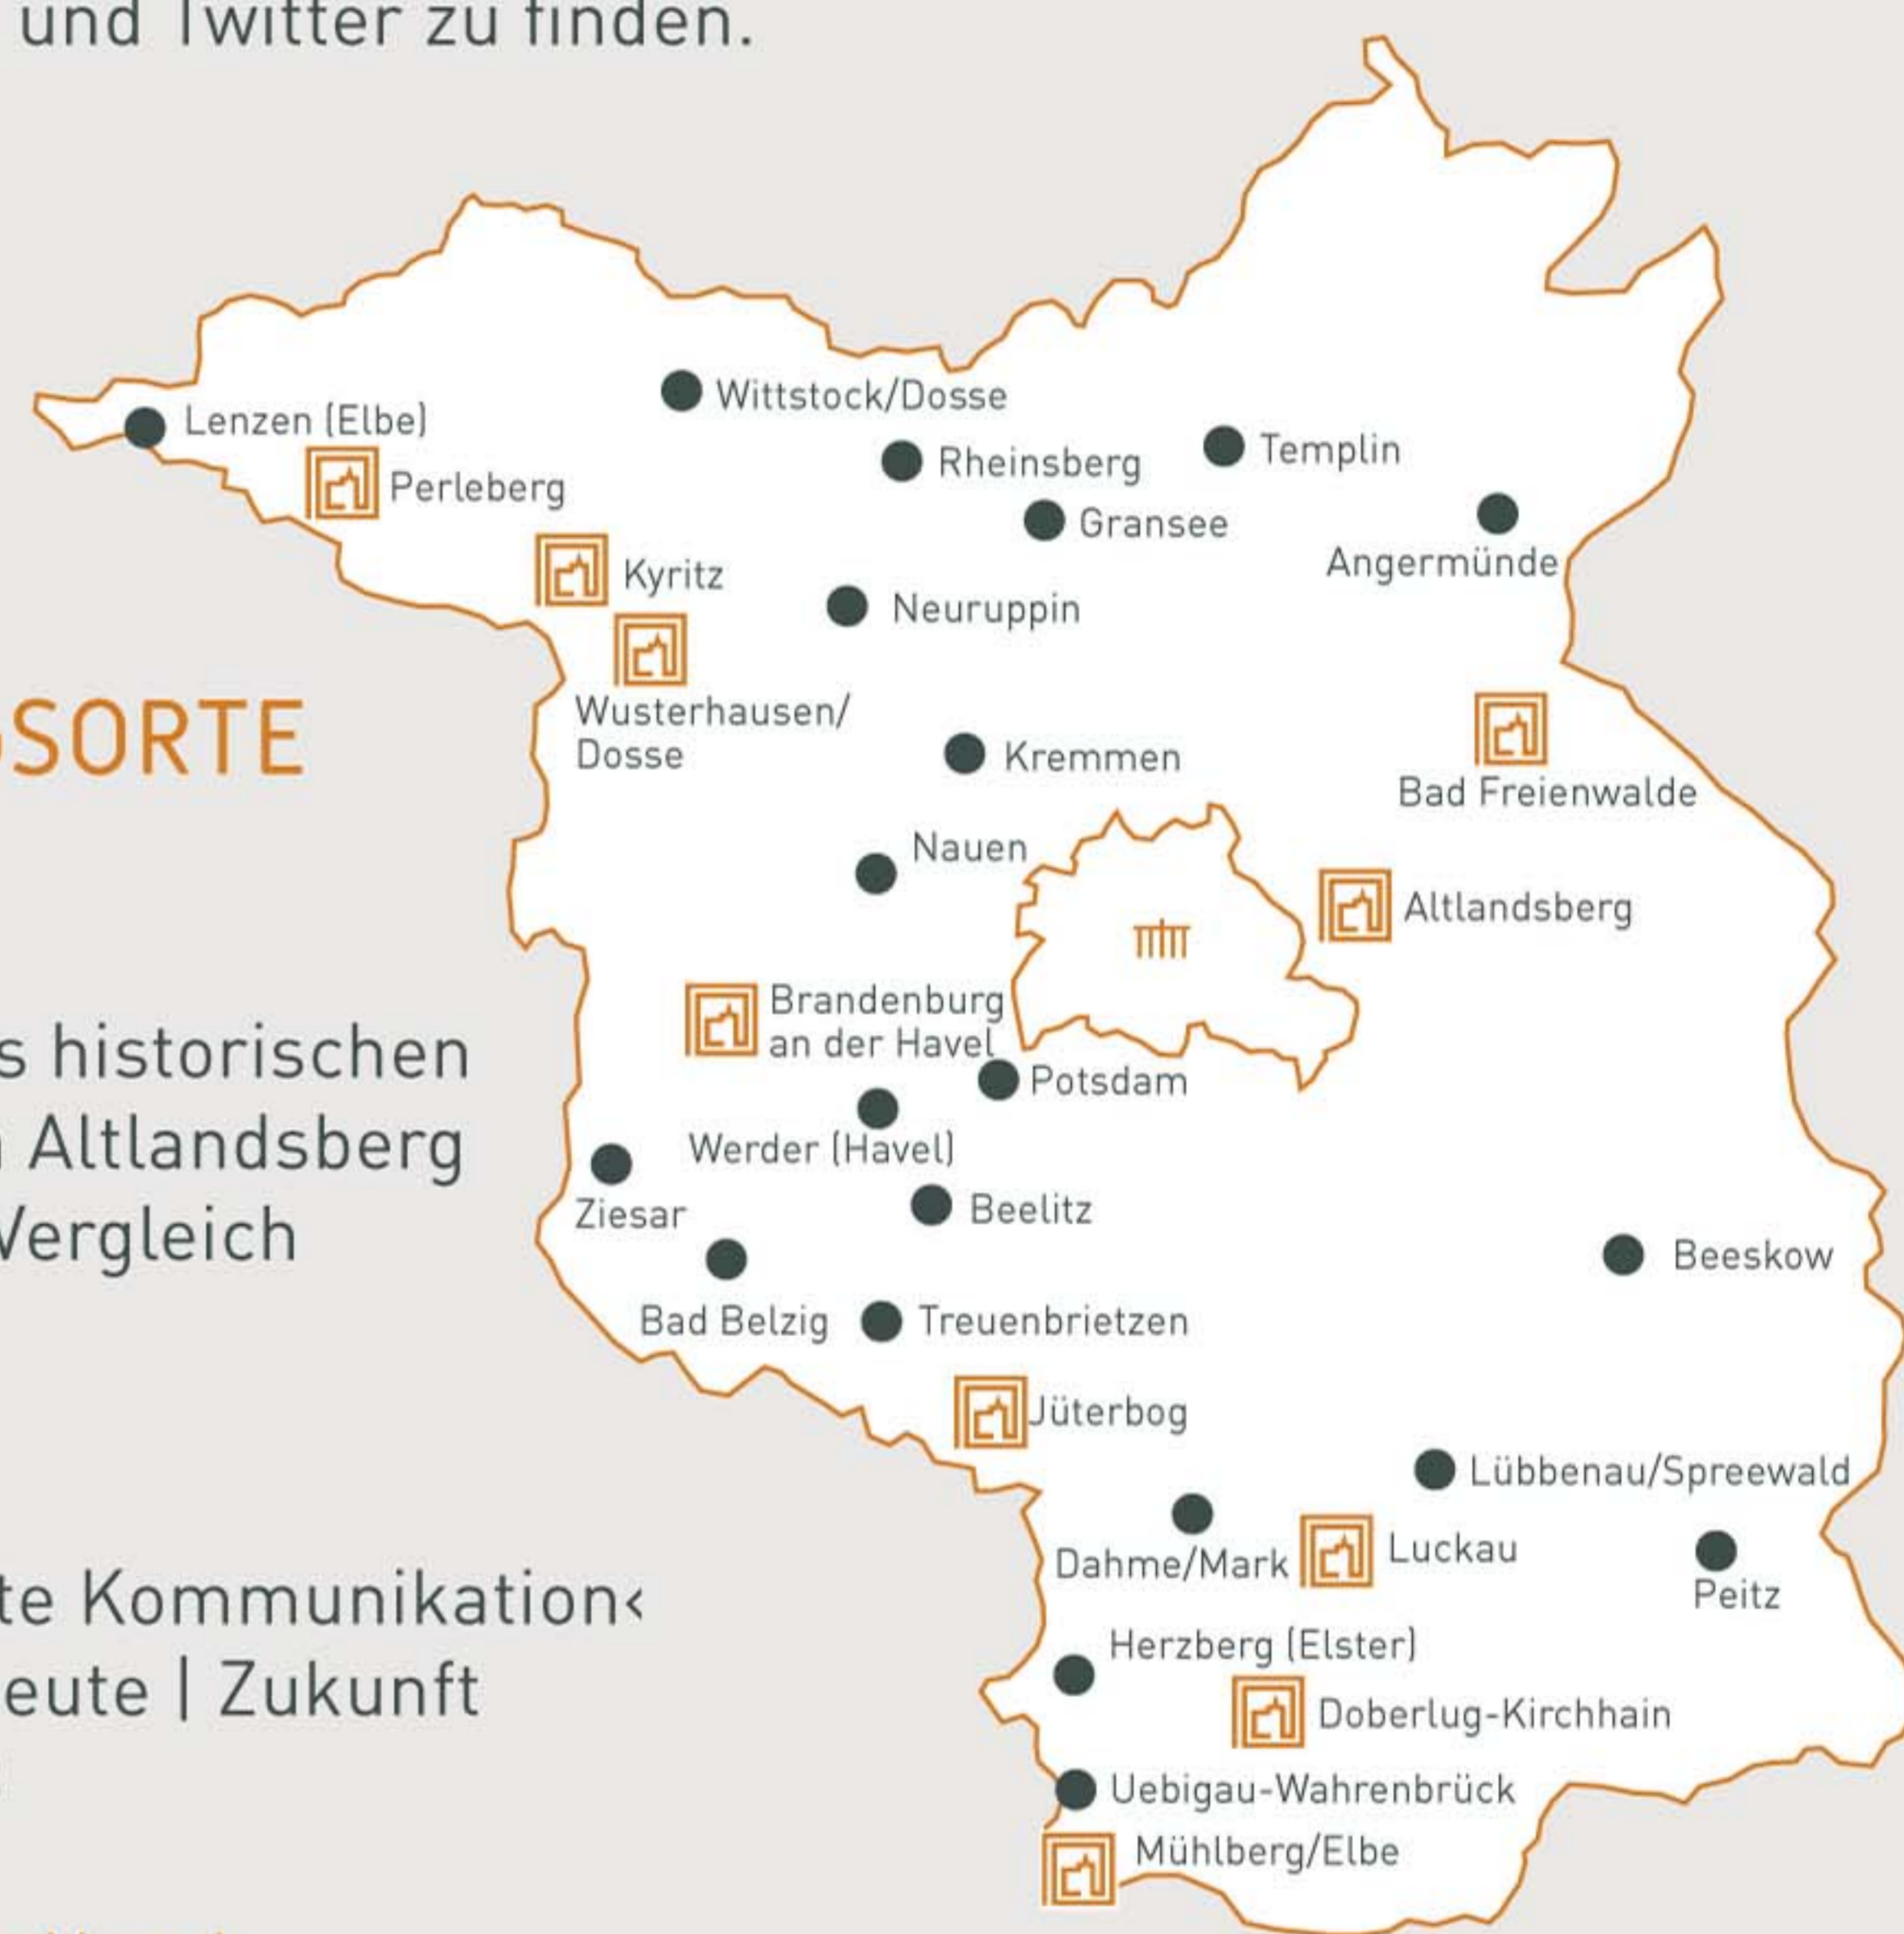 und Twitter zu finden.
Wittstock/Dosse
Lenzen (Elbe)
Templin
Rheinsberg
Perleberg
Gransee
Angermünde
Kyritz
Neuruppin
Wusterhausen/
Dosse
SORTE
Kremmen
Bad Freienwalde
Nauen
Altlandsberg
Brandenburg
an der Havel
s historischen
Potsdam
Altlandsberg
Werder (Havel)
Ziesar
Beelitz
Vergleich
Beeskow
Bad Belzig
Treuenbrietzen
Jüterbog
Lübbenau/Spreewald
Luckau
Dahme/Mark
Peitz
te Kommunikation‹
Herzberg (Elster)
eute | Zukunft
Doberlug-Kirchhain
Uebigau-Wahrenbrück
Mühlberg/Elbe